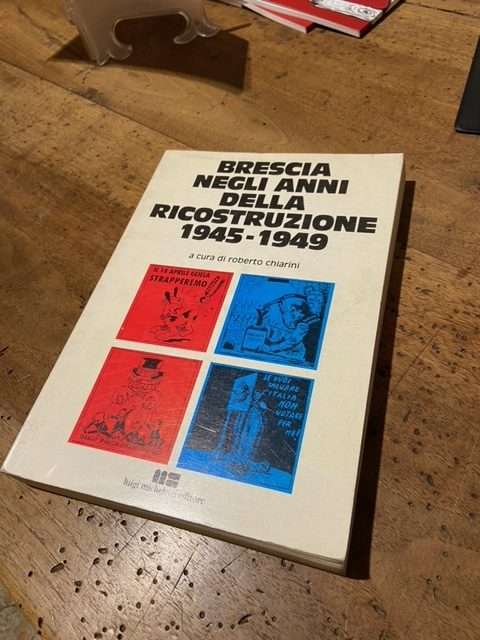 BRESCIA
NEGLI ANNI
DELLA
RICOSTRUZIONE
1945-1949
a cura di roberto chiarini
IL 18 APRILE
STRAPPEREMO
SE VUOI
SALVARE
L'ITALIA
NON
VOTARE
PER
ME!
luigi micheletti editore